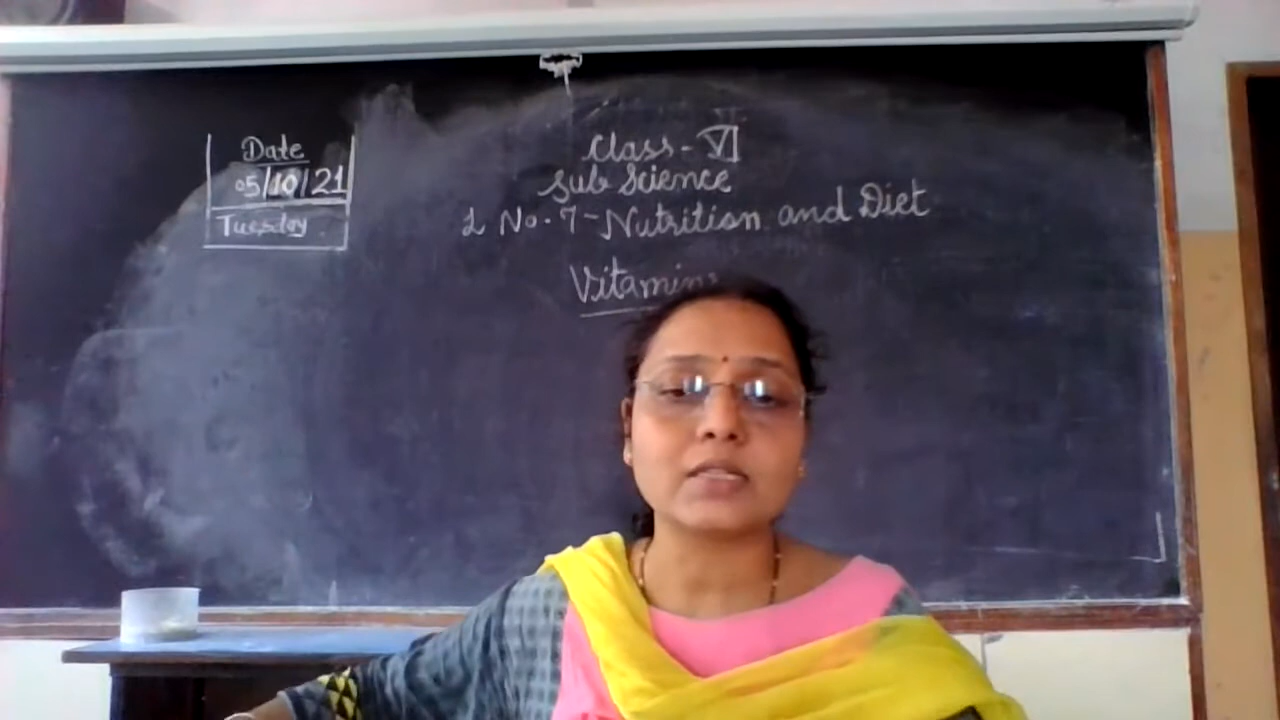 Date
05/10/21
Tuesday
Class - VI
Sub Science
L No. 7 - Nutrition and Diet
Vitamins